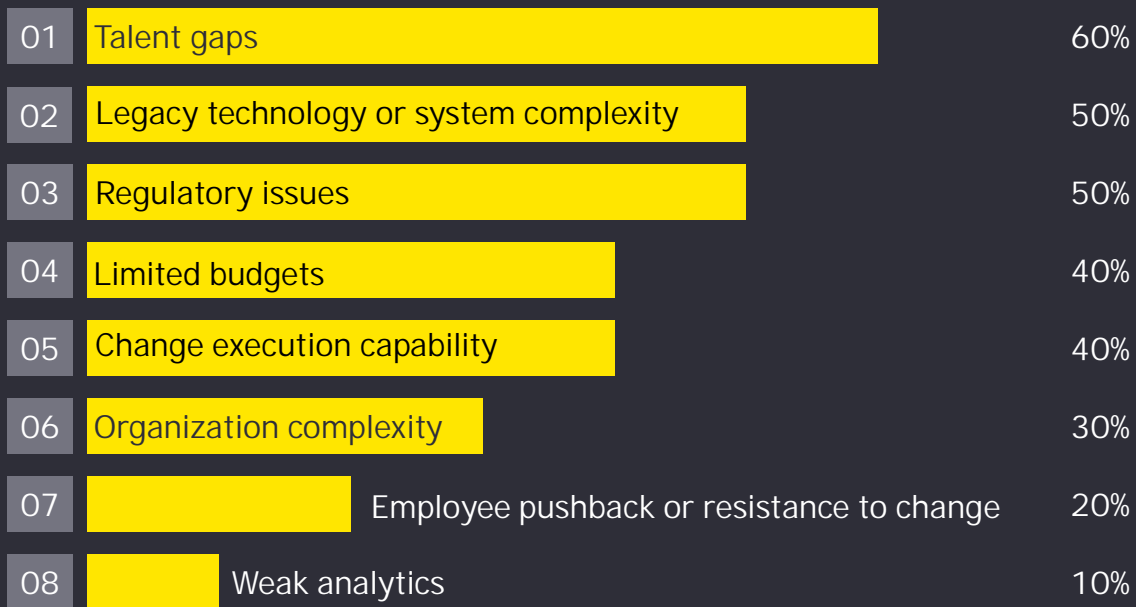 01 Talent gaps 60%
02 Legacy technology or system complexity 50%
03 Regulatory issues 50%
04 Limited budgets 40%
05 Change execution capability 40%
06 Organization complexity 30%
07 Employee pushback or resistance to change 20%
08 Weak analytics 10%